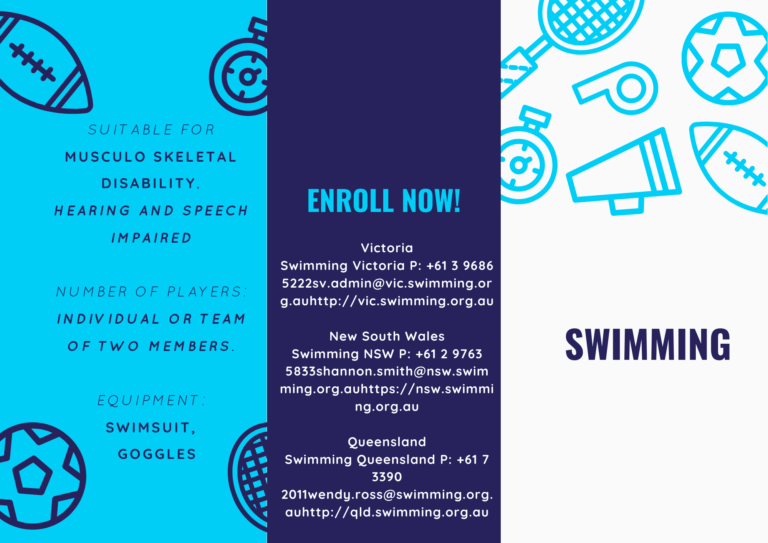 SUITABLE FOR
MUSCULO SKELETAL
DISABILITY,
HEARING AND SPEECH
IMPAIRED
NUMBER OF PLAYERS:
INDIVIDUAL OR TEAM
OF TWO MEMBERS.
EQUIPMENT:
SWIMSUIT,
GOGGLES
ENROLL NOW!
Victoria
Swimming Victoria P: +61 3 9686
5222sv.admin@vic.swimming.or
g.auhttp://vic.swimming.org.au
New South Wales
Swimming NSW P: +61 2 9763
5833shannon.smith@nsw.swim
ming.org.auhttps://nsw.swimmi
ng.org.au
Queensland
Swimming Queensland P: +61 7
3390
2011wendy.ross@swimming.org.
auhttp://qld.swimming.org.au
SWIMMING